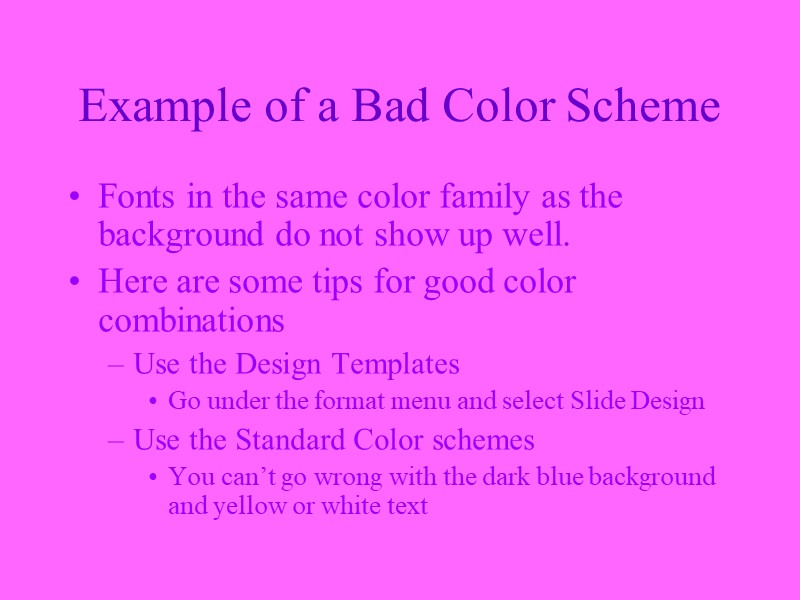 Example of a Bad Color Scheme
• Fonts in the same color family as the
background do not show up well.
• Here are some tips for good color
combinations
– Use the Design Templates
• Go under the format menu and select Slide Design
– Use the Standard Color schemes
• You can’t go wrong with the dark blue background
and yellow or white text